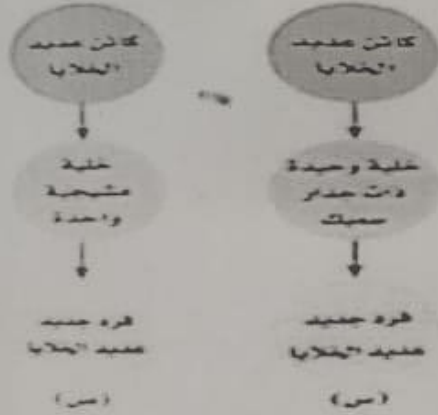 كائن عديد
الخلايا
خلية وحيدة
ذات جدار
سميك
فرد جديد
عديد الخلايا
(س)
كائن عديد
الخلايا
خلية
مشيجية
واحدة
فرد جديد
عديد الخلايا
(ص)